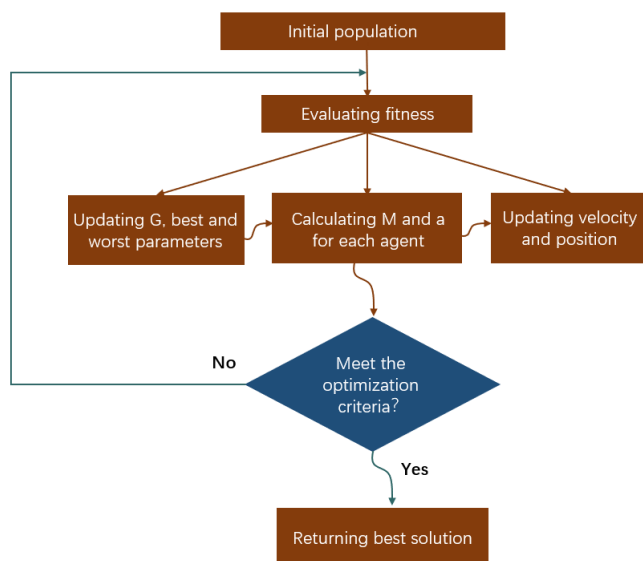 Initial population
Evaluating fitness
Updating G, best and
worst parameters
Calculating M and a
for each agent
Updating velocity
and position
No
Meet the
optimization
criteria？
Yes
Returning best solution